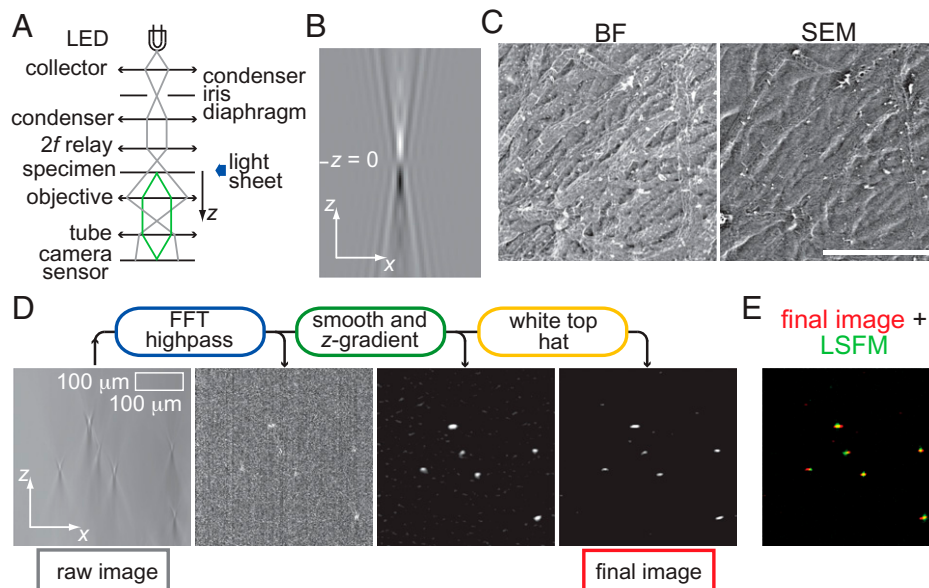 A
LED
collector
condenser
iris
diaphragm
condenser
2f relay
specimen
light
sheet
objective
z
tube
camera
sensor
B
z = 0
z
x
C
BF
SEM
D
FFT
highpass
smooth and
z-gradient
white top
hat
100 μm
100 μm
z
x
raw image
final image
E
final image +
LSFM